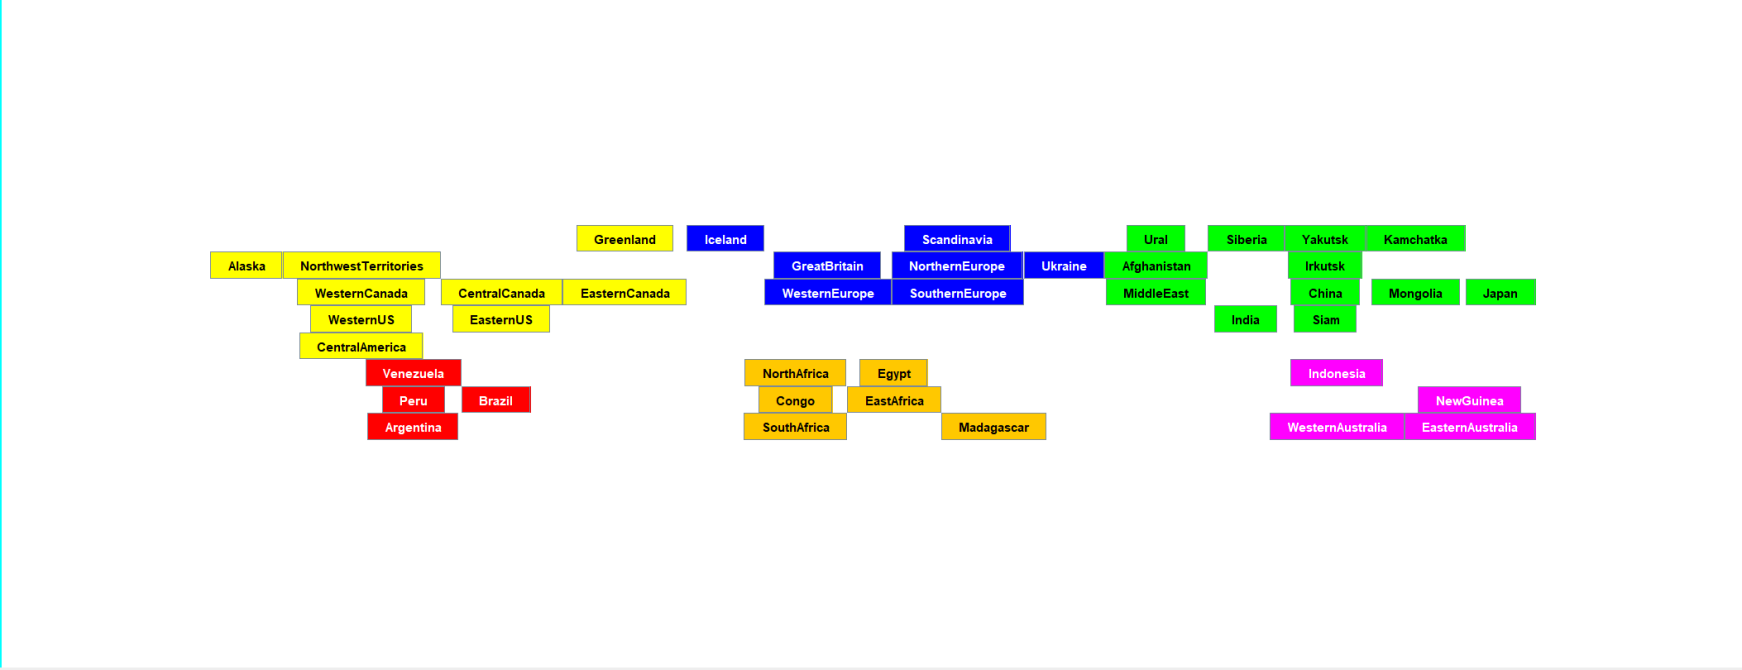 Greenland Iceland Scandinavia Ural Siberia Yakutsk Kamchatka
Alaska NorthwestTerritories GreatBritain NorthernEurope Ukraine Afghanistan Irkutsk
WesternCanada CentralCanada EasternCanada WesternEurope SouthernEurope MiddleEast China Mongolia Japan
WesternUS EasternUS India Siam
CentralAmerica
Venezuela NorthAfrica Egypt Indonesia
Peru Brazil Congo EastAfrica NewGuinea
Argentina SouthAfrica Madagascar WesternAustralia EasternAustralia